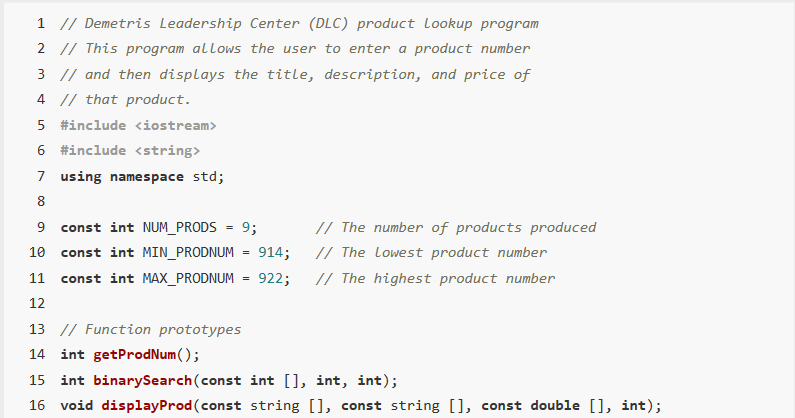 1 // Demetris Leadership Center (DLC) product lookup program
2 // This program allows the user to enter a product number
3 // and then displays the title, description, and price of
4 // that product.
5 #include <iostream>
6 #include <string>
7 using namespace std;
8
9 const int NUM_PRODS = 9;       // The number of products produced
10 const int MIN_PRODNUM = 914;   // The lowest product number
11 const int MAX_PRODNUM = 922;   // The highest product number
12
13 // Function prototypes
14 int getProdNum();
15 int binarySearch(const int [], int, int);
16 void displayProd(const string [], const string [], const double [], int);